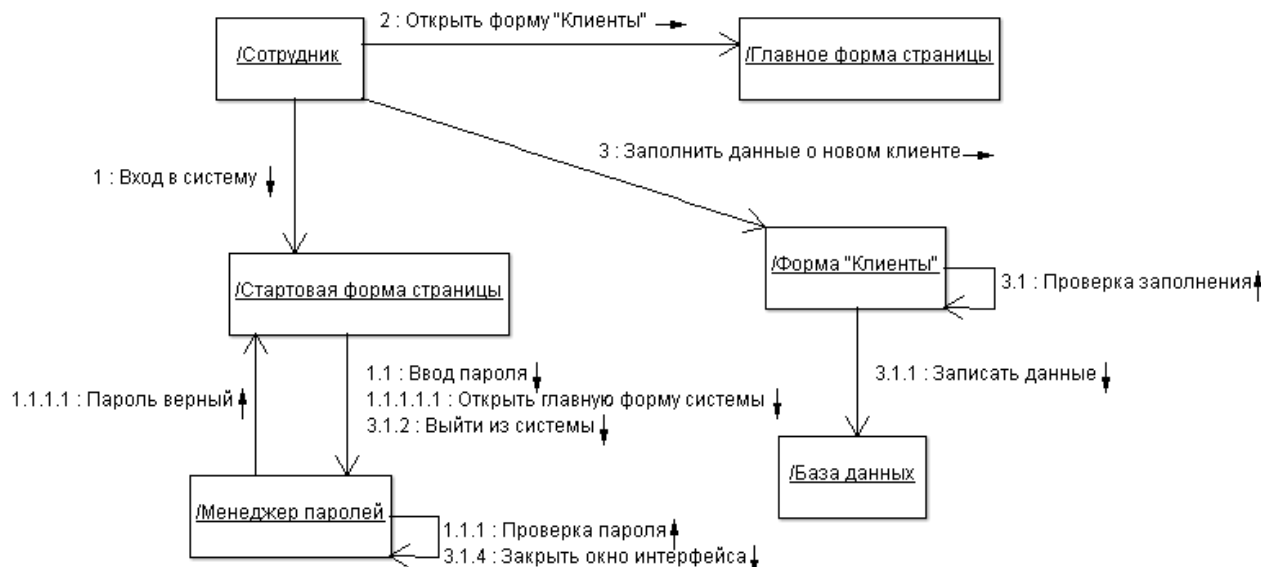 2 : Открыть форму "Клиенты"
/Сотрудник
/Главное форма страницы
3 : Заполнить данные о новом клиенте
1 : Вход в систему
/Форма "Клиенты"
3.1 : Проверка заполнения
/Стартовая форма страницы
1.1 : Ввод пароля
1.1.1.1 : Пароль верный
1.1.1.1.1 : Открыть главную форму системы
3.1.2 : Выйти из системы
3.1.1 : Записать данные
/База данных
/Менеджер паролей
1.1.1 : Проверка пароля
3.1.4 : Закрыть окно интерфейса